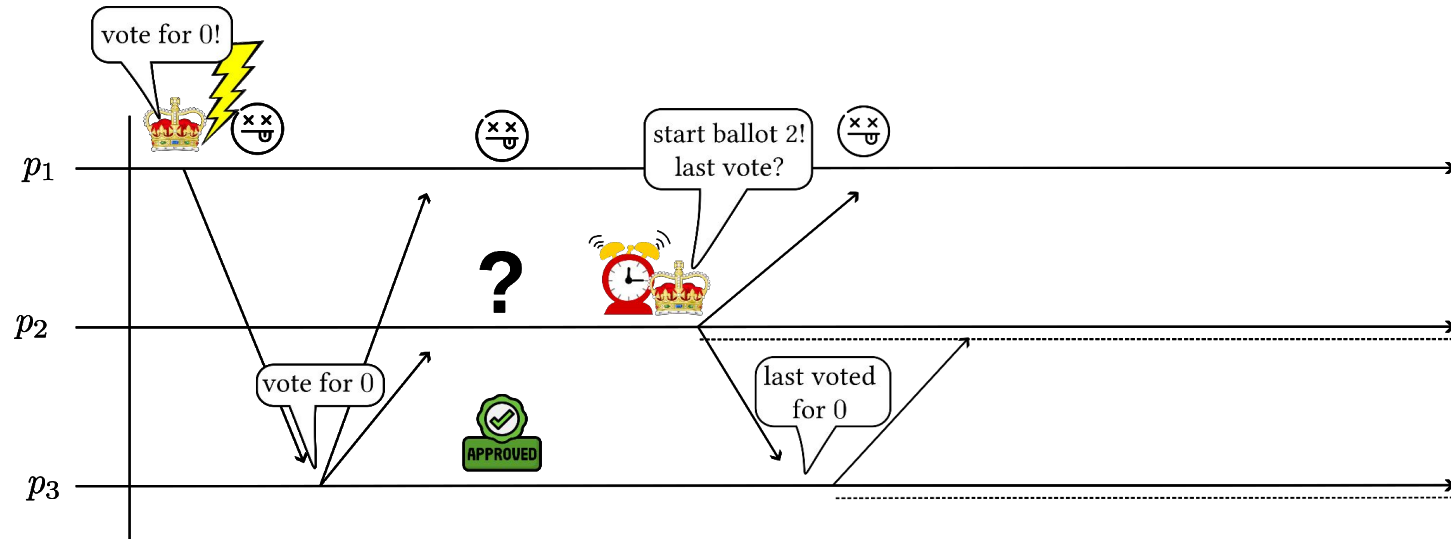 vote for 0!
start ballot 2!
last vote?
p1
?
p2
vote for 0
last voted
for 0
APPROVED
p3